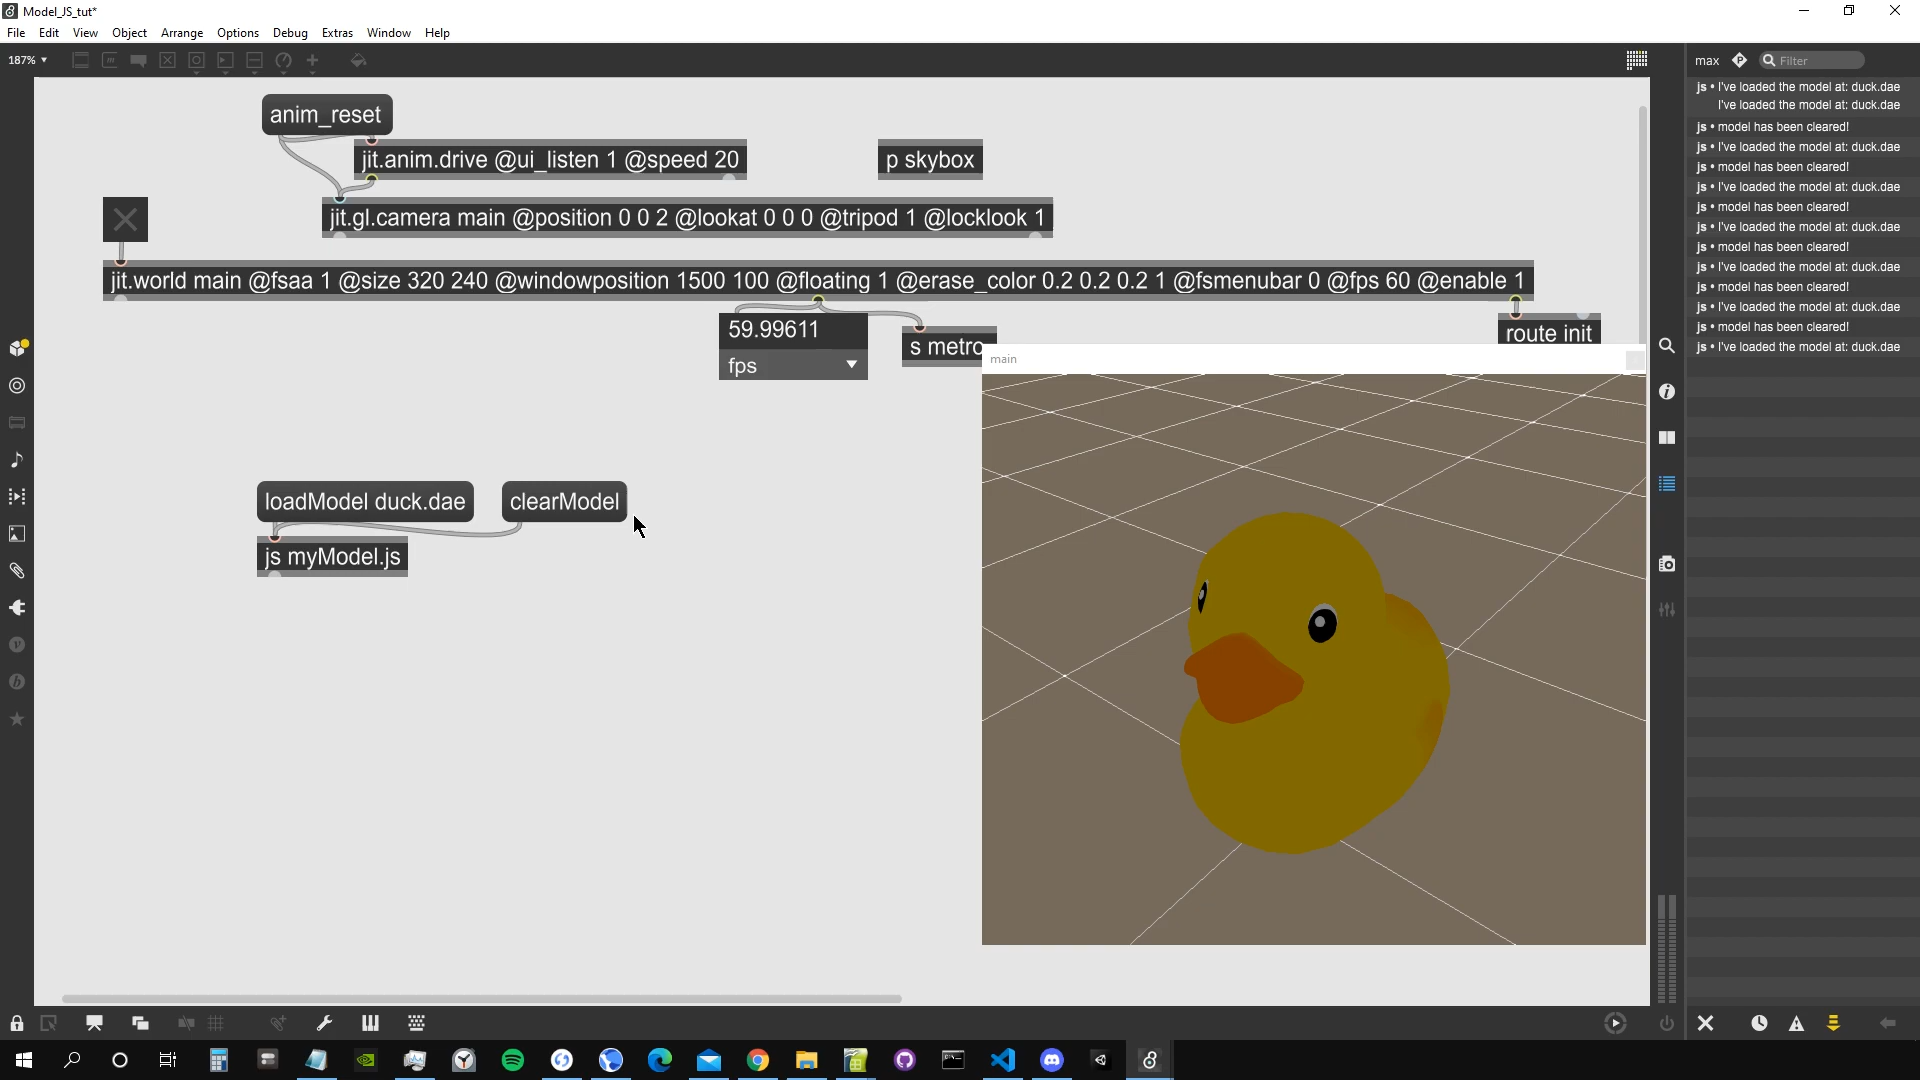 Model_JS_tut*
File Edit View Object Arrange Options Debug Extras Window Help
187%
max
Filter
anim_reset
jit.anim.drive @ui_listen 1 @speed 20
p skybox
jit.gl.camera main @position 0 0 2 @lookat 0 0 0 @tripod 1 @locklook 1
jit.world main @fsaa 1 @size 320 240 @windowposition 1500 100 @floating 1 @erase_color 0.2 0.2 0.2 1 @fsmenubar 0 @fps 60 @enable 1
59.99611
fps
s metro
route init
main
loadModel duck.dae
clearModel
js myModel.js
js • I've loaded the model at: duck.dae
I've loaded the model at: duck.dae
js • model has been cleared!
js • I've loaded the model at: duck.dae
js • model has been cleared!
js • I've loaded the model at: duck.dae
js • model has been cleared!
js • I've loaded the model at: duck.dae
js • model has been cleared!
js • I've loaded the model at: duck.dae
js • model has been cleared!
js • I've loaded the model at: duck.dae
js • model has been cleared!
js • I've loaded the model at: duck.dae